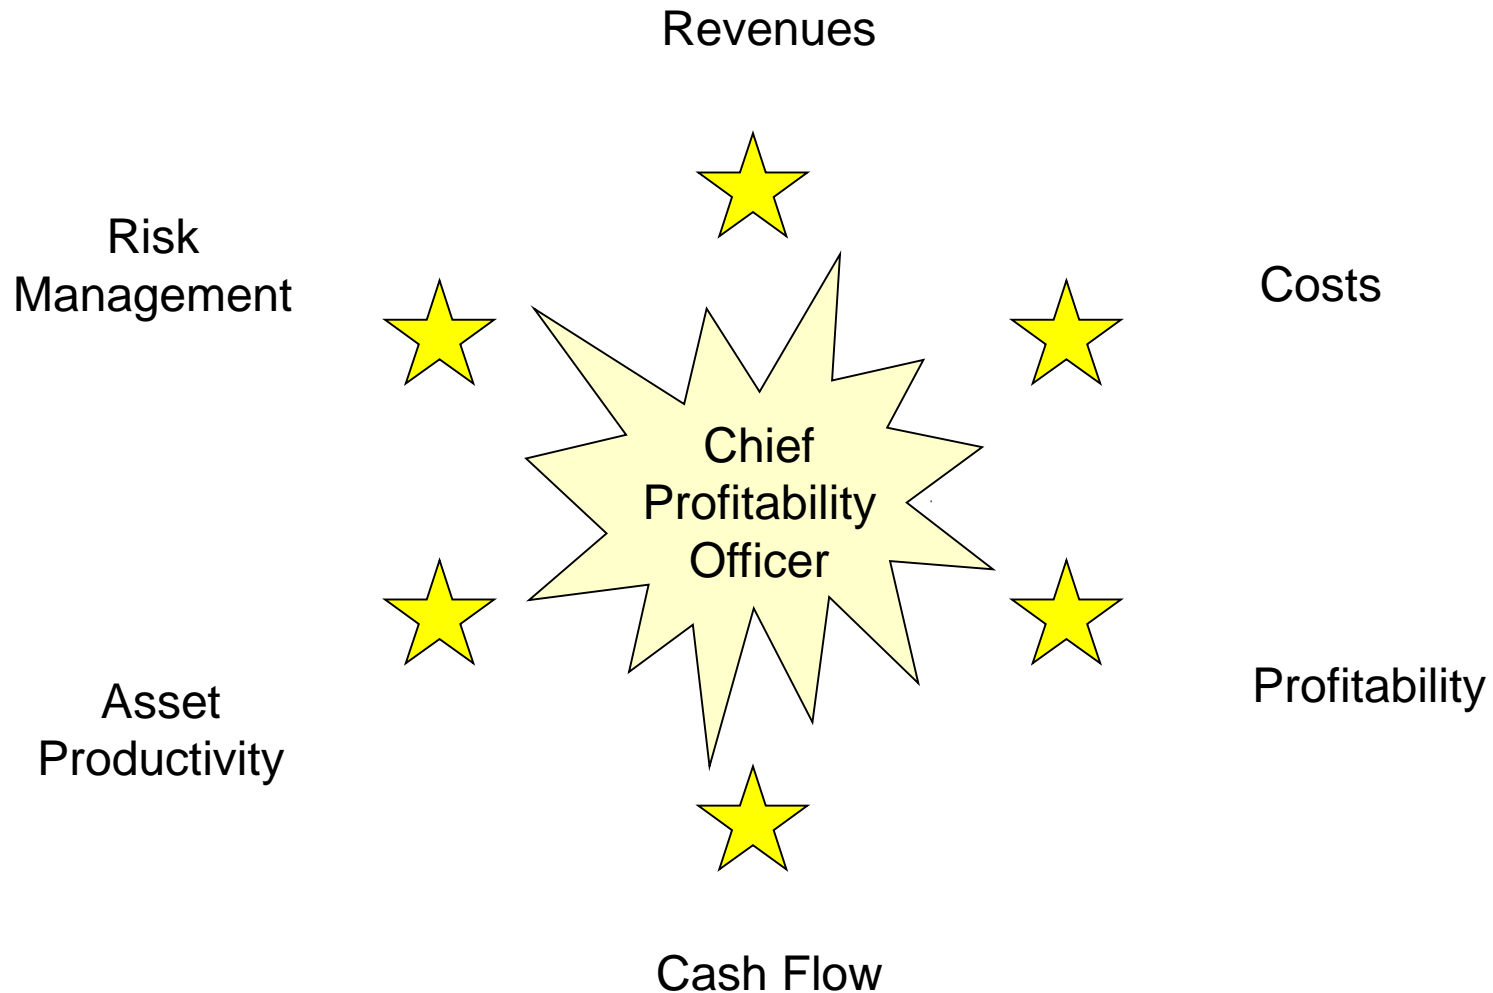 Revenues
Risk
Management
Costs
Chief
Profitability
Officer
Asset
Productivity
Profitability
Cash Flow